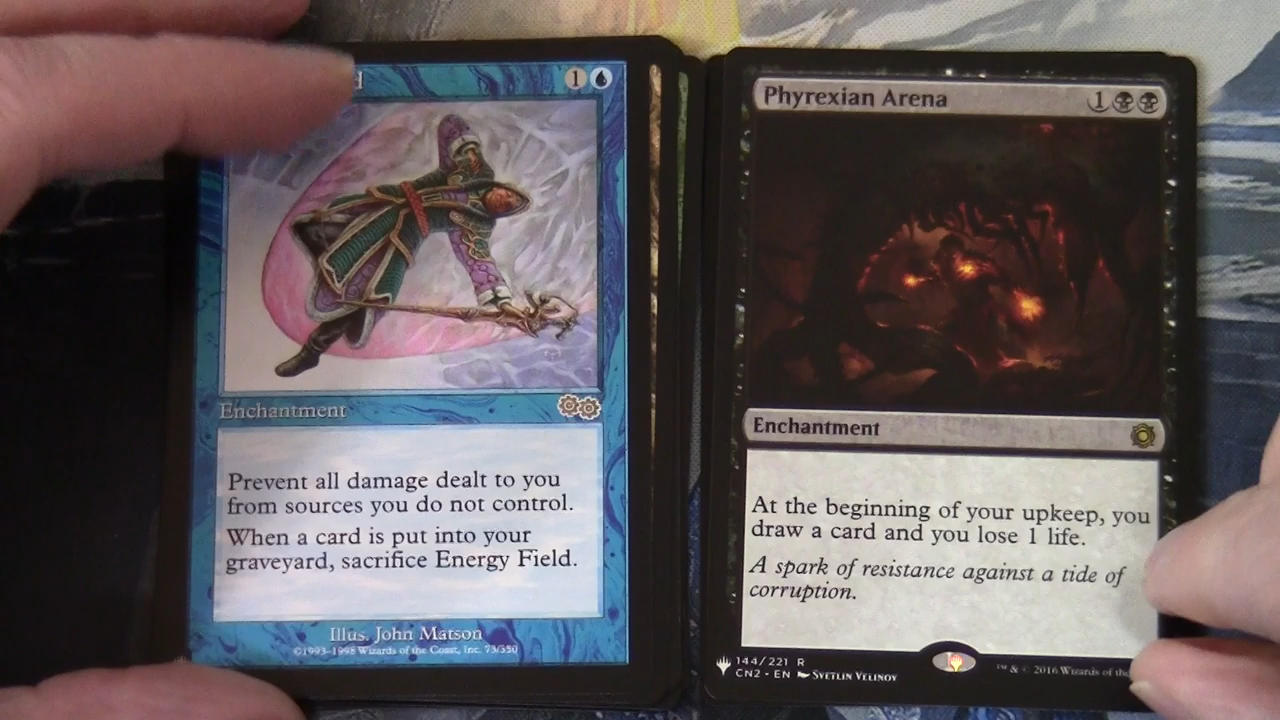 1
Enchantment
Prevent all damage dealt to you
from sources you do not control.
When a card is put into your
graveyard, sacrifice Energy Field.
Illus. John Matson
©1993-1998 Wizards of the Coast, Inc. 73/350
Phyrexian Arena 1
Enchantment
At the beginning of your upkeep, you
draw a card and you lose 1 life.
A spark of resistance against a tide of
corruption.
144/221 R
CN2 • EN SVETLIN VELINOV
™ & © 2016 Wizards of the